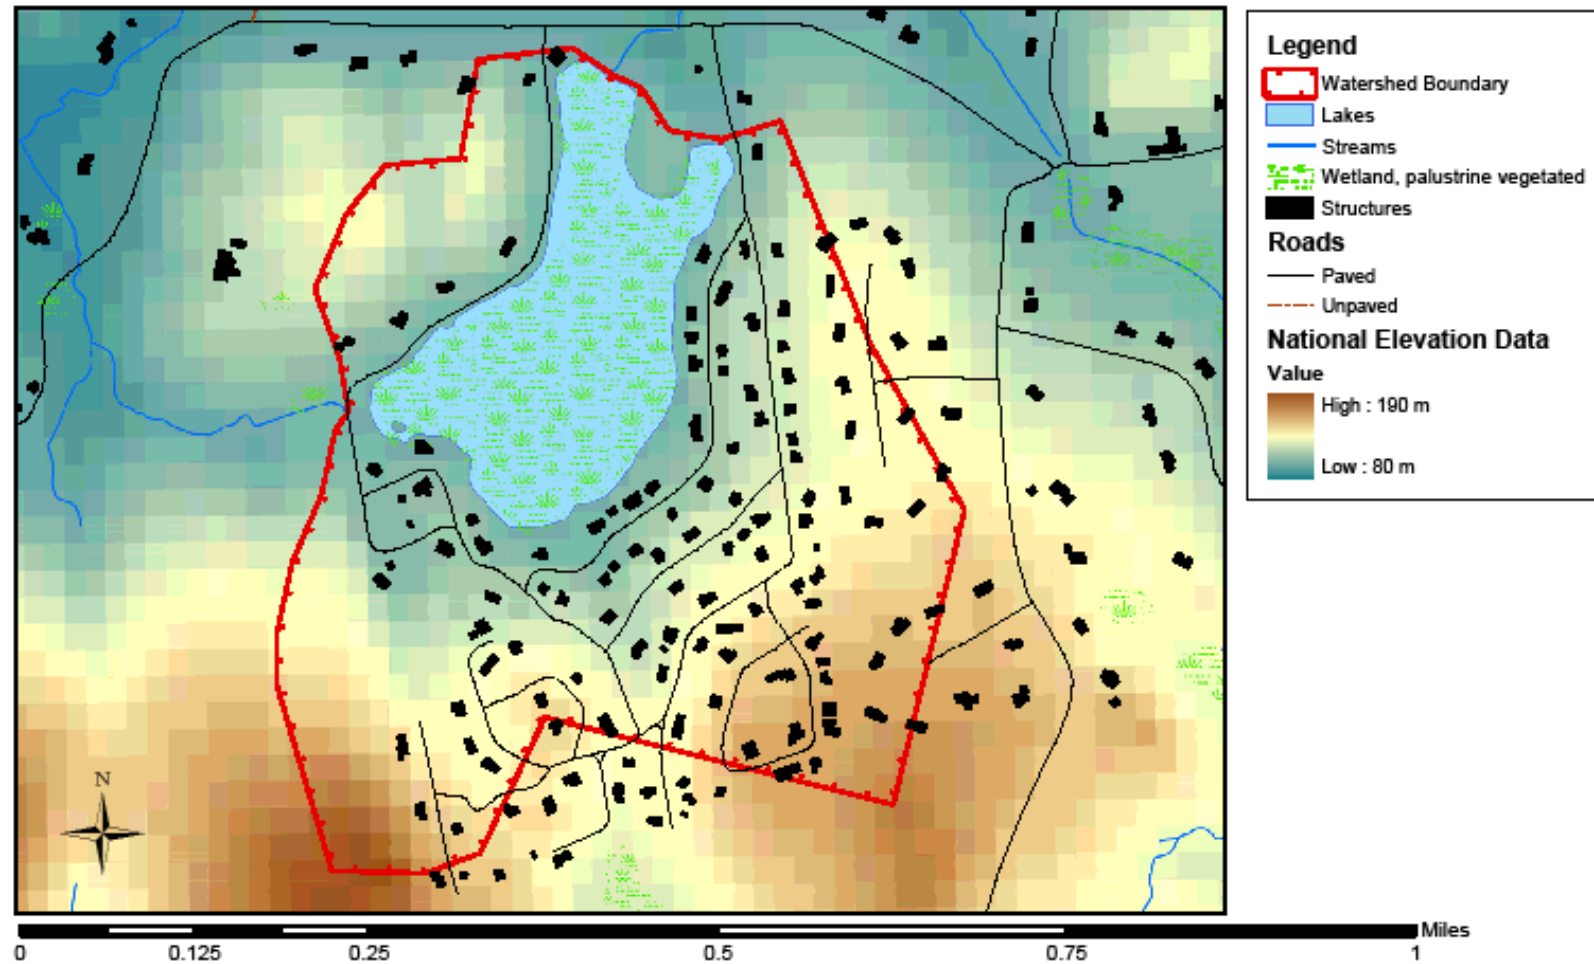 Legend
Watershed Boundary
Lakes
Streams
Wetland, palustrine vegetated
Structures
Roads
Paved
Unpaved
National Elevation Data
Value
High : 190 m
Low : 80 m
N
Miles
0 0.125 0.25 0.5 0.75 1